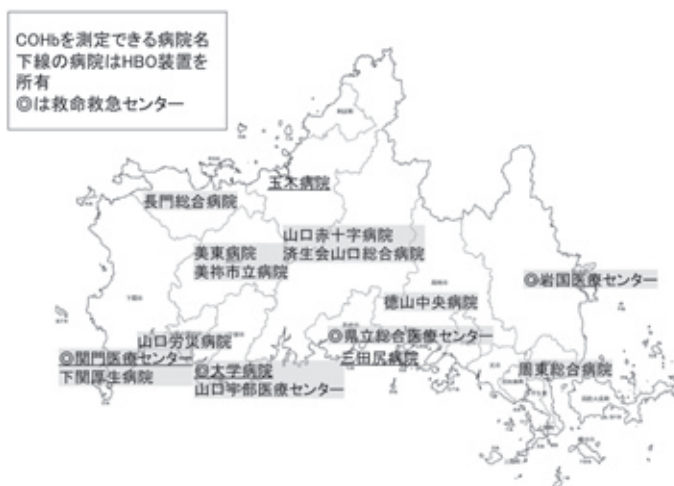 COHbを測定できる病院名
下線の病院はHBO装置を
所有
◎は救命救急センター
玉木病院
長門総合病院
山口赤十字病院
済生会山口総合病院
美東病院
美祢市立病院
◎岩国医療センター
徳山中央病院
山口労災病院
◎県立総合医療センター
◎関門医療センター
三田尻病院
下関厚生病院
◎大学病院
周東総合病院
山口宇部医療センター